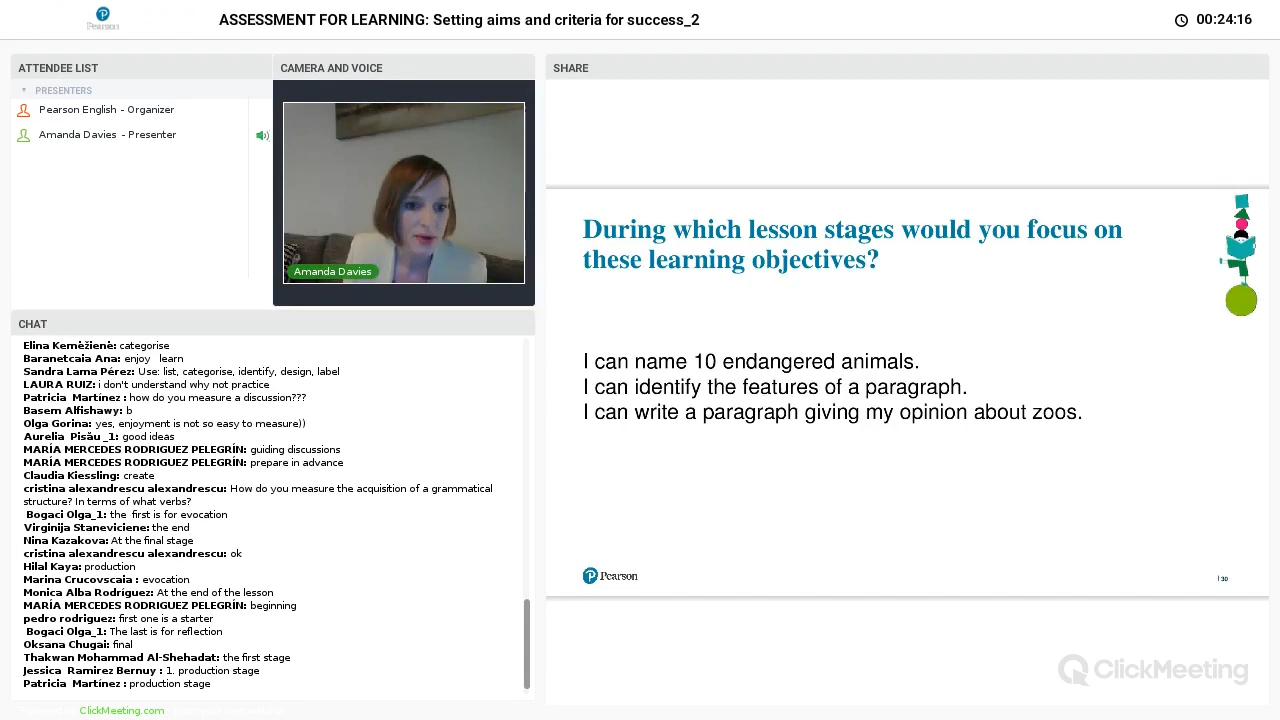 Pearson
ASSESSMENT FOR LEARNING: Setting aims and criteria for success_2
00:24:16
ATTENDEE LIST
PRESENTERS
Pearson English - Organizer
Amanda Davies - Presenter
CAMERA AND VOICE
Amanda Davies
CHAT
Elina Kernėžienė: categorise
Baranetcaia Ana: enjoy learn
Sandra Lama Pérez: Use: list, categorise, identify, design, label
LAURA RUIZ: i don't understand why not practice
Patricia Martínez : how do you measure a discussion???
Basem Alfishawy: b
Olga Gorina: yes, enjoyment is not so easy to measure))
Aurelia Pisău _1: good ideas
MARÍA MERCEDES RODRIGUEZ PELEGRÍN: guiding discussions
MARÍA MERCEDES RODRIGUEZ PELEGRÍN: prepare in advance
Claudia Kiessling: create
cristina alexandrescu alexandrescu: How do you measure the acquisition of a grammatical
structure? In terms of what verbs?
Bogaci Olga_1: the first is for evocation
Virginija Staneviciene: the end
Nina Kazakova: At the final stage
cristina alexandrescu alexandrescu: ok
Hilal Kaya: production
Marina Crucovscaia : evocation
Monica Alba Rodríguez: At the end of the lesson
MARÍA MERCEDES RODRIGUEZ PELEGRÍN: beginning
pedro rodriguez: first one is a starter
Bogaci Olga_1: The last is for reflection
Oksana Chugai: final
Thakwan Mohammad Al-Shehadat: the first stage
Jessica Ramirez Bernuy : 1. production stage
Patricia Martínez : production stage
ClickMeeting.com
SHARE
During which lesson stages would you focus on
these learning objectives?
I can name 10 endangered animals.
I can identify the features of a paragraph.
I can write a paragraph giving my opinion about zoos.
Pearson
30
ClickMeeting